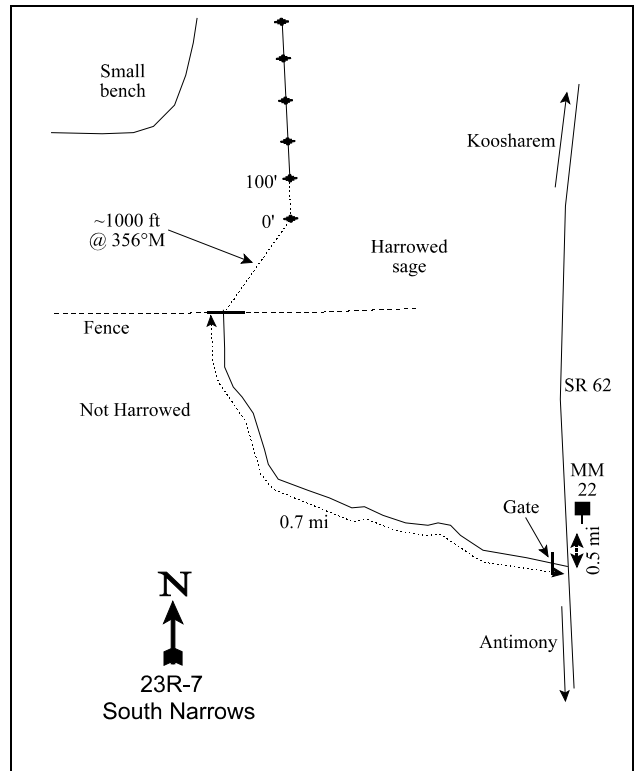 Small
bench
Koosharem
100'
0'
~1000 ft
@ 356°M
Harrowed
sage
Fence
SR 62
Not Harrowed
MM
22
Gate
0.7 mi
0.5 mi
N
Antimony
23R-7
South Narrows